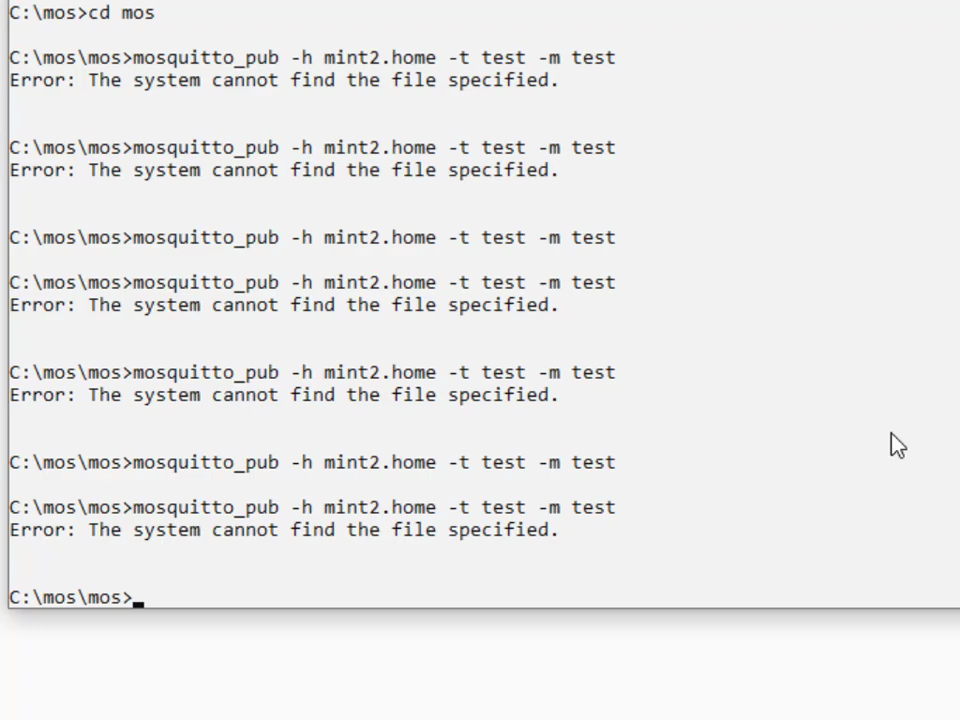 C:\mos>cd mos
C:\mos\mos>mosquitto_pub -h mint2.home -t test -m test
Error: The system cannot find the file specified.
C:\mos\mos>mosquitto_pub -h mint2.home -t test -m test
Error: The system cannot find the file specified.
C:\mos\mos>mosquitto_pub -h mint2.home -t test -m test
C:\mos\mos>mosquitto_pub -h mint2.home -t test -m test
Error: The system cannot find the file specified.
C:\mos\mos>mosquitto_pub -h mint2.home -t test -m test
Error: The system cannot find the file specified.
C:\mos\mos>mosquitto_pub -h mint2.home -t test -m test
C:\mos\mos>mosquitto_pub -h mint2.home -t test -m test
Error: The system cannot find the file specified.
C:\mos\mos>